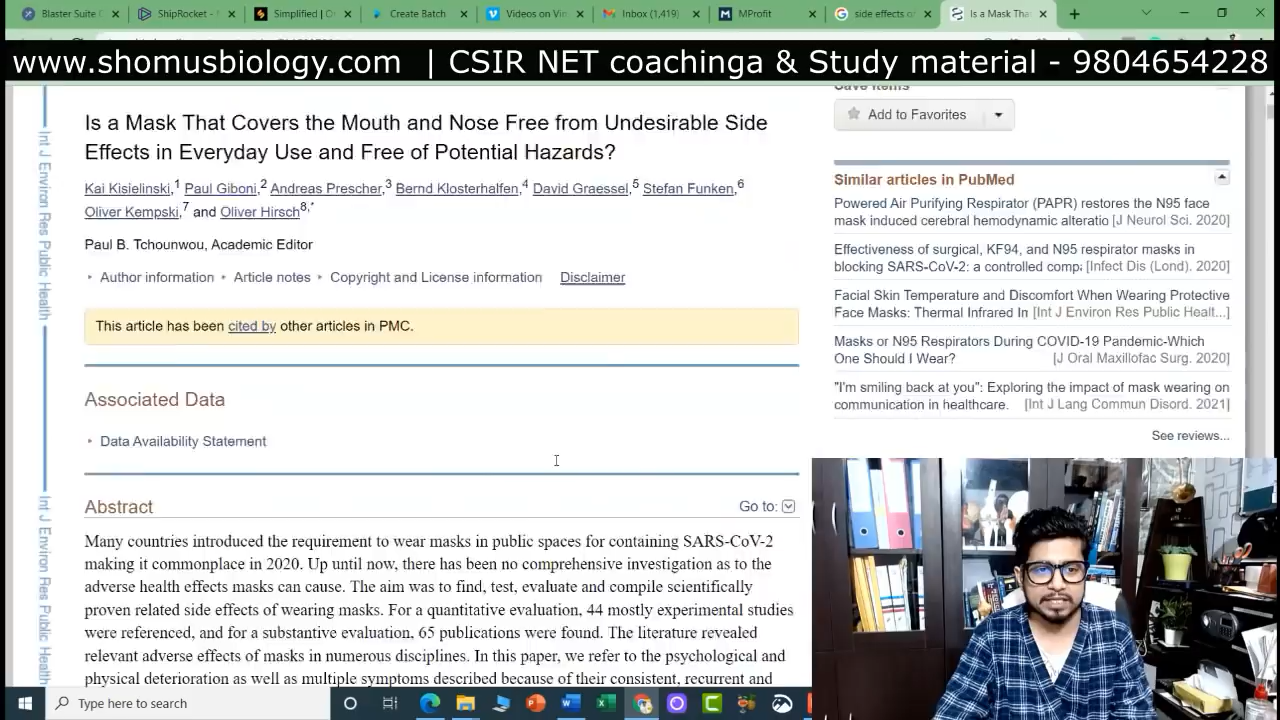 Blaster Suite D
ShipRocket - F
Simplified | O
Create Batch
Videos on Vim
Inbox (1,419)
MProfit
side effects of
Is a Mask Tha
www.shomusbiology.com | CSIR NET coachinga & Study material - 9804654228
Int J Environ Res Public Health
Int J Environ Res Public Health
Is a Mask That Covers the Mouth and Nose Free from Undesirable Side
Effects in Everyday Use and Free of Potential Hazards?
Kai Kisielinski,1 Paul Giboni,2 Andreas Prescher,3 Bernd Klosterhalfen,4 David Graessel,5 Stefan Funken,6
Oliver Kempski,7 and Oliver Hirsch8,*
Paul B. Tchounwou, Academic Editor
Author information Article notes Copyright and License information Disclaimer
This article has been cited by other articles in PMC.
Associated Data
Data Availability Statement
Abstract
Go to:
Many countries introduced the requirement to wear masks in public spaces for containing SARS-CoV-2
making it commonplace in 2020. Up until now, there has been no comprehensive investigation as to the
adverse health effects masks can cause. The aim was to find, test, evaluate and compile scientifically
proven related side effects of wearing masks. For a quantitative evaluation, 44 mostly experimental studies
were referenced, and for a substantive evaluation, 65 publications were found. The literature revealed
relevant adverse effects of masks in numerous disciplines. In this paper, we refer to the psychological and
physical deterioration as well as multiple symptoms described because of their consistent, recurrent and
Save items
Add to Favorites
Similar articles in PubMed
Powered Air Purifying Respirator (PAPR) restores the N95 face
mask induced cerebral hemodynamic alteratio [J Neurol Sci. 2020]
Effectiveness of surgical, KF94, and N95 respirator masks in
blocking SARS-CoV-2: a controlled compa [Infect Dis (Lond). 2020]
Facial Skin Temperature and Discomfort When Wearing Protective
Face Masks: Thermal Infrared In [Int J Environ Res Public Healt...]
Masks or N95 Respirators During COVID-19 Pandemic-Which
One Should I Wear? [J Oral Maxillofac Surg. 2020]
"I'm smiling back at you": Exploring the impact of mask wearing on
communication in healthcare. [Int J Lang Commun Disord. 2021]
See reviews...
Type here to search